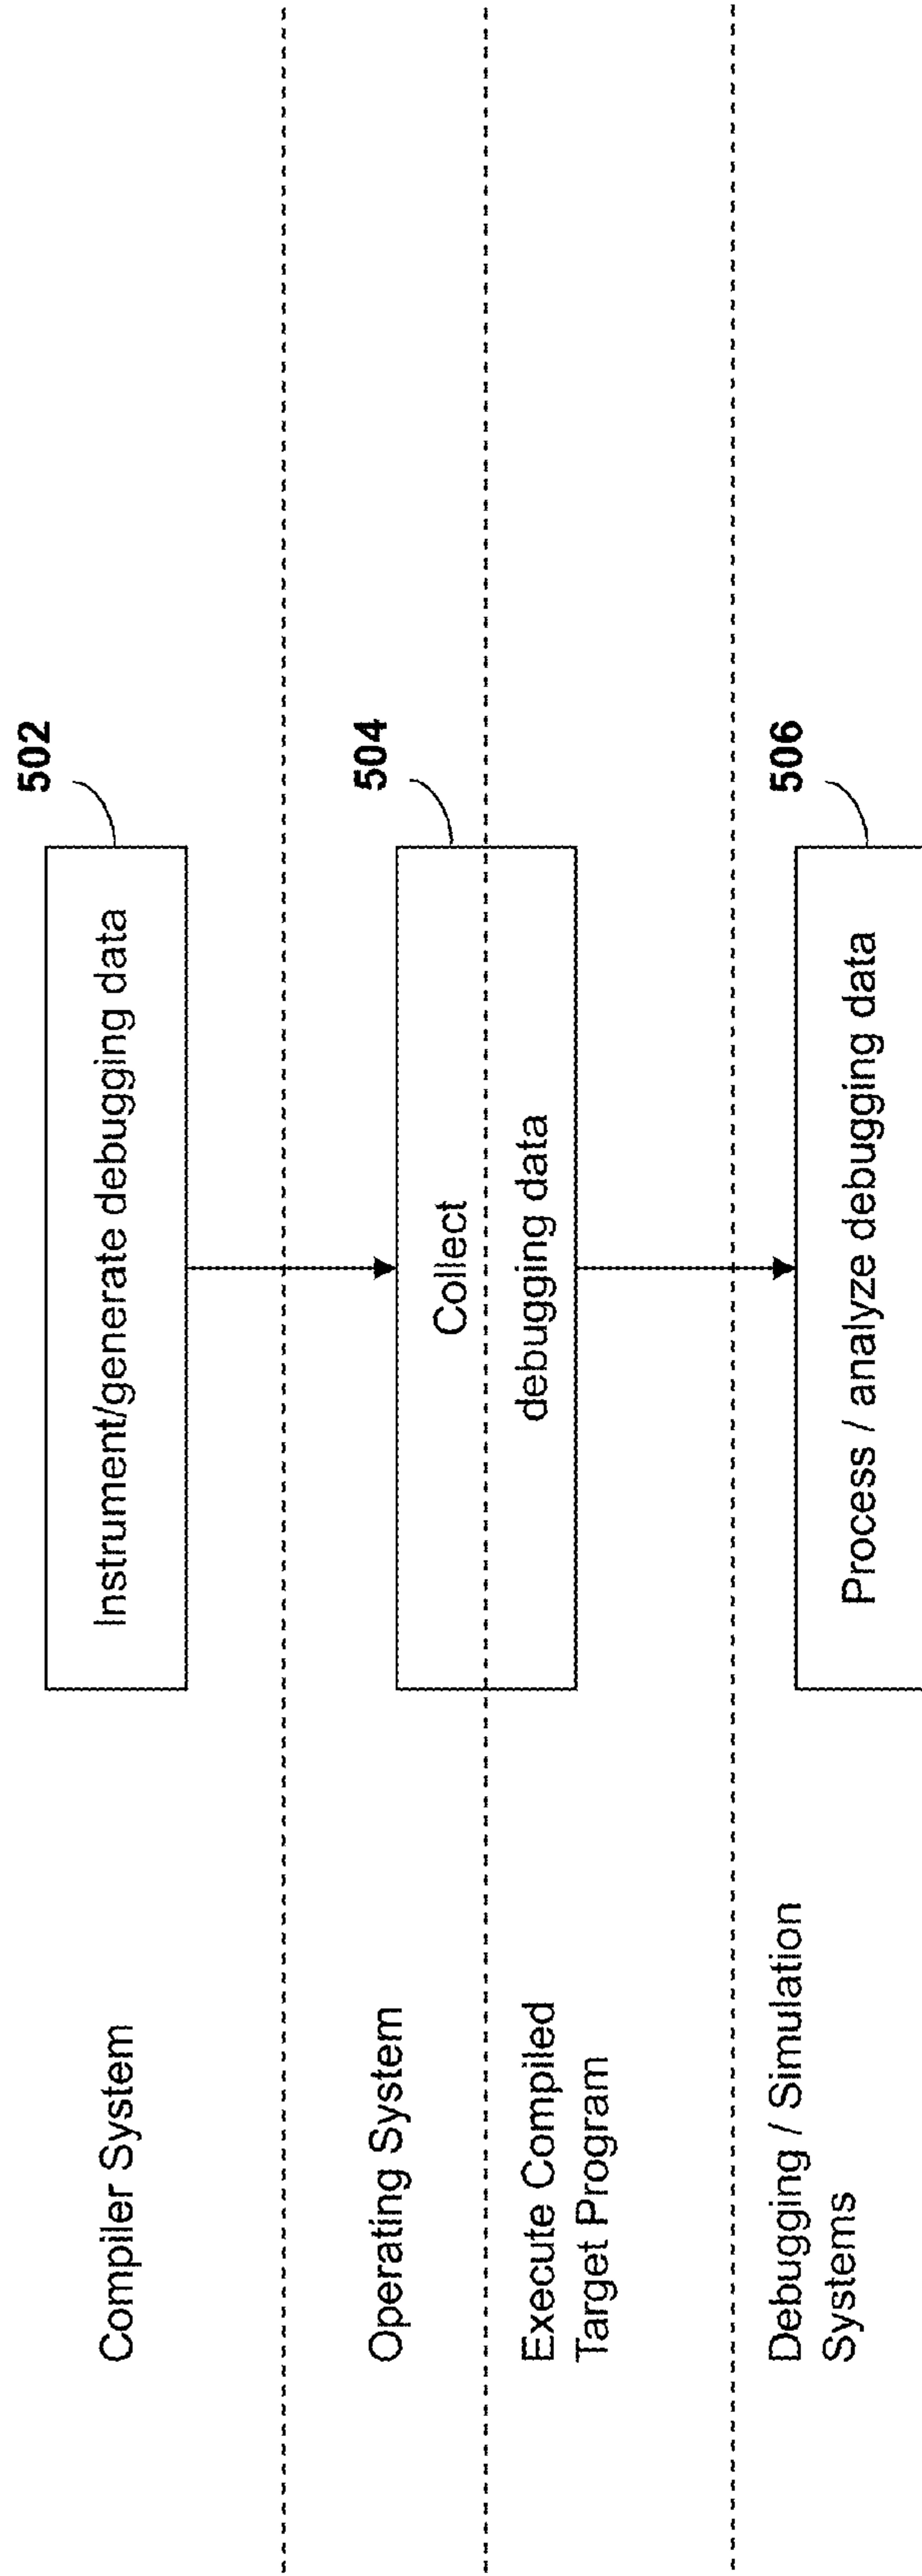 502
Compiler System
Instrument/generate debugging data
504
Operating System
Collect
Execute Compiled
Target Program
debugging data
506
Debugging / Simulation
Systems
Process / analyze debugging data